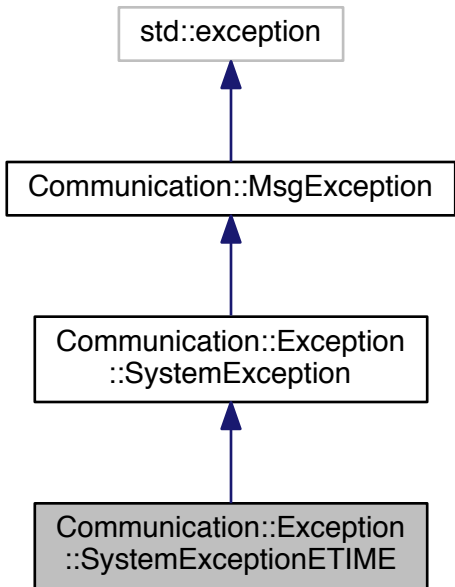 std::exception
Communication::MsgException
Communication::Exception
::SystemException
Communication::Exception
::SystemExceptionETIME